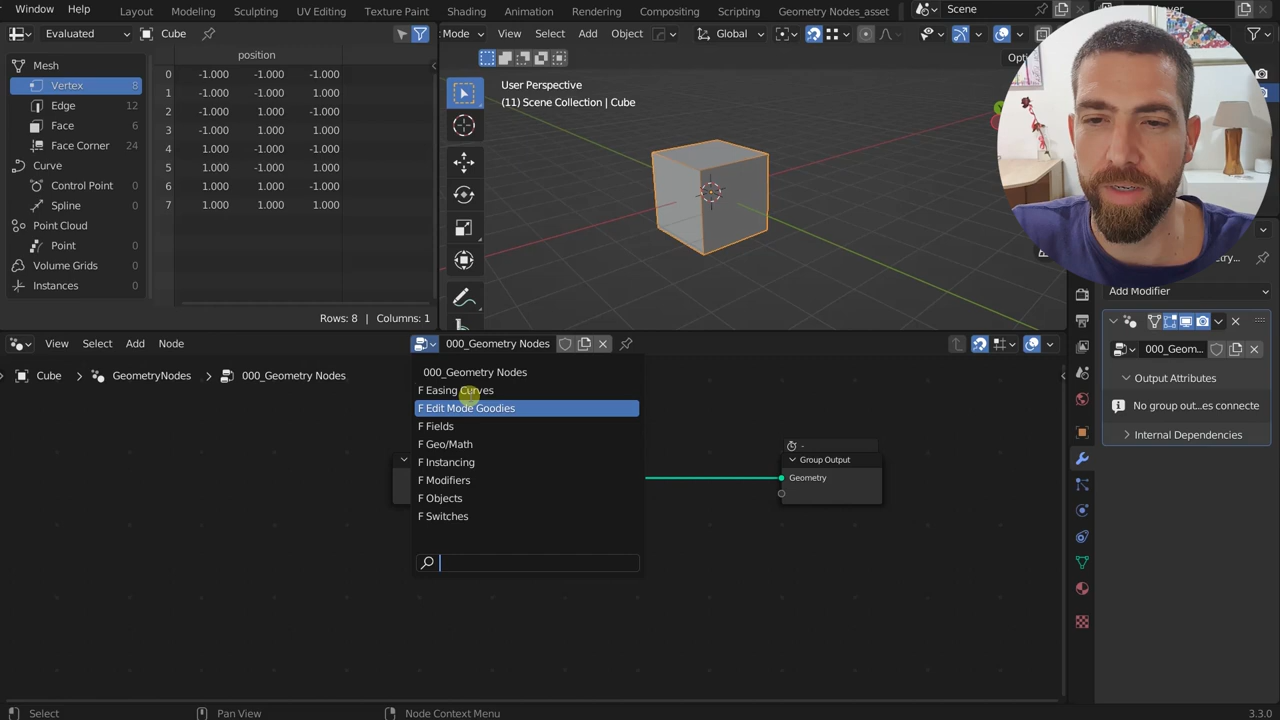 Window Help Layout Modeling Sculpting UV Editing Texture Paint Shading Animation Rendering Compositing Scripting Geometry Nodes_asset Scene
Evaluated Cube
Mode View Select Add Object Global
position
Mesh
Vertex 8
Edge 12
Face 6
Face Corner 24
Curve
Control Point 0
Spline 0
Point Cloud
Point 0
Volume Grids 0
Instances 0
0 -1.000 -1.000 -1.000
1 -1.000 -1.000 1.000
2 -1.000 1.000 -1.000
3 -1.000 1.000 1.000
4 1.000 -1.000 -1.000
5 1.000 -1.000 1.000
6 1.000 1.000 -1.000
7 1.000 1.000 1.000
Rows: 8 | Columns: 1
User Perspective
(11) Scene Collection | Cube
Add Modifier
000_Geom...
Output Attributes
No group out...es connecte
Internal Dependencies
View Select Add Node 000_Geometry Nodes
Cube > GeometryNodes > 000_Geometry Nodes
000_Geometry Nodes
F Easing Curves
F Edit Mode Goodies
F Fields
F Geo/Math
F Instancing
F Modifiers
F Objects
F Switches
-
Group Output
Geometry
Select Pan View Node Context Menu 3.3.0